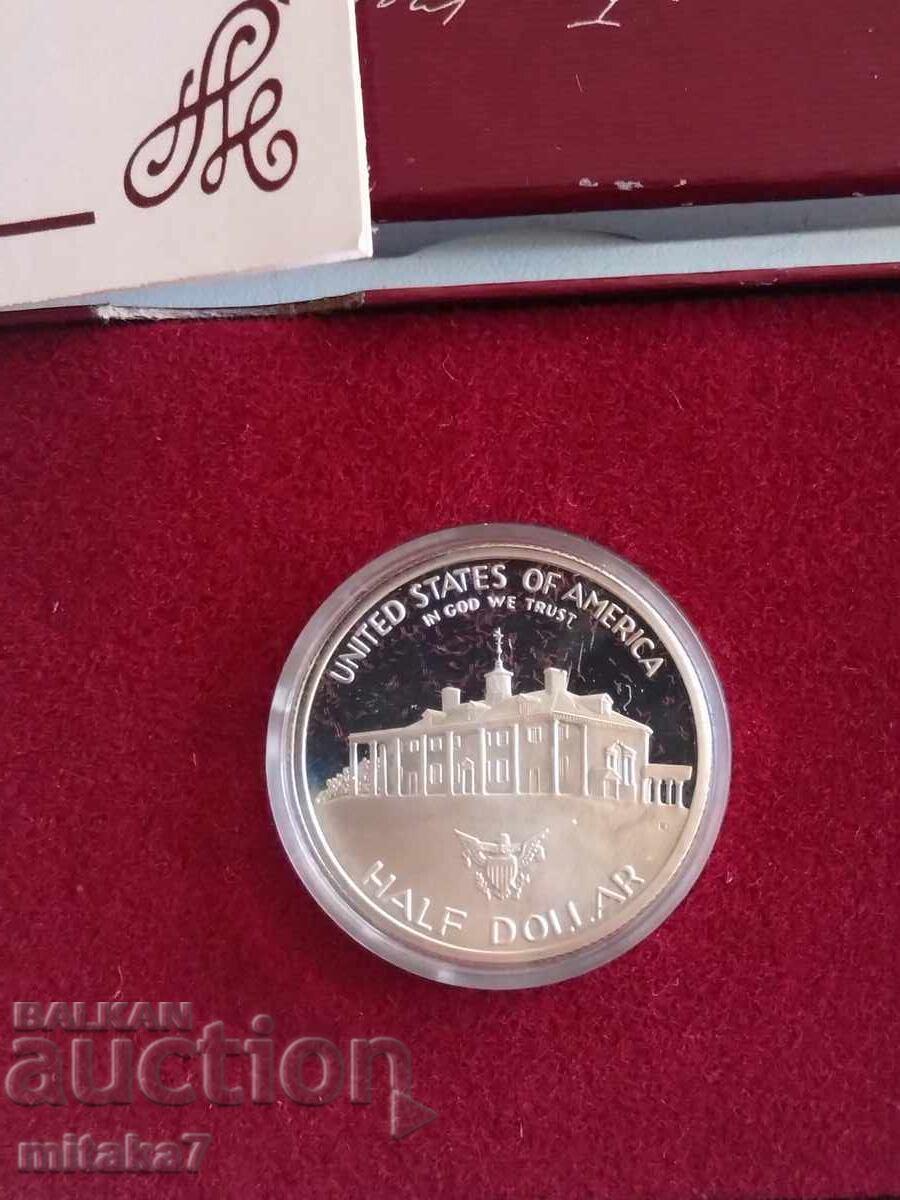 UNITED STATES OF AMERICA
IN GOD WE TRUST
HALF DOLLAR
BALKAN
auction
mitaka7